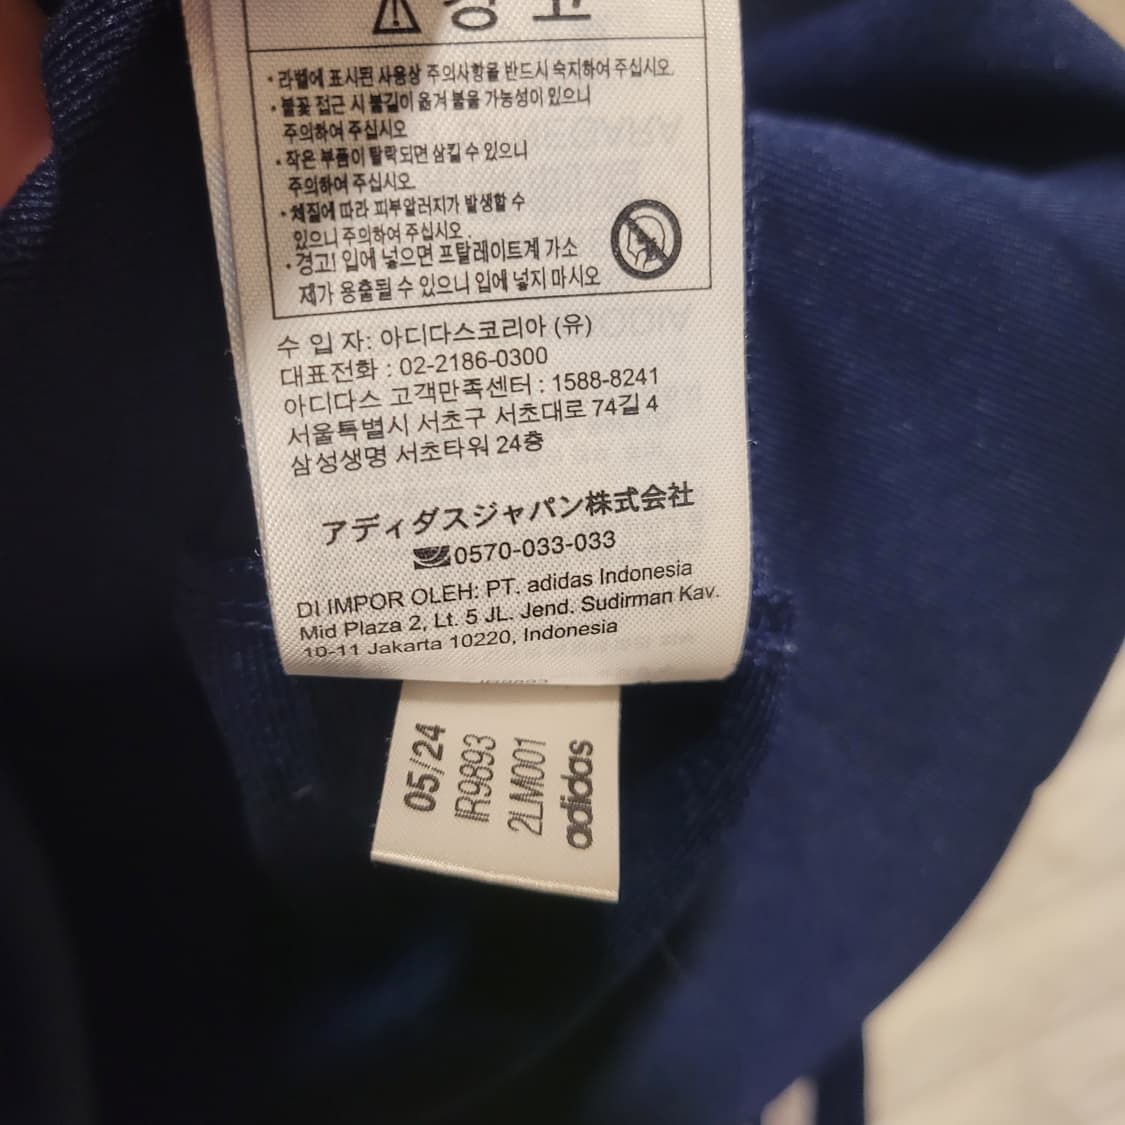 경 고
• 라벨에 표시된 사용상 주의사항을 반드시 숙지하여 주십시오.
• 불꽃 접근 시 불길이 옮겨 붙을 가능성이 있으니
주의하여 주십시오
• 작은 부품이 탈락되면 삼킬 수 있으니
주의하여 주십시오.
• 체질에 따라 피부알러지가 발생할 수
있으니 주의하여 주십시오.
• 경고! 입에 넣으면 프탈레이트계 가소
제가 용출될 수 있으니 입에 넣지 마시오
수 입 자: 아디다스코리아 (유)
대표전화 : 02-2186-0300
아디다스 고객만족센터 : 1588-8241
서울특별시 서초구 서초대로 74길 4
삼성생명 서초타워 24층
アディダスジャパン株式会社
0570-033-033
DI IMPOR OLEH: PT. adidas Indonesia
Mid Plaza 2, Lt. 5 JL. Jend. Sudirman Kav.
10-11 Jakarta 10220, Indonesia
05/24
IR9893
2LM001
adidas